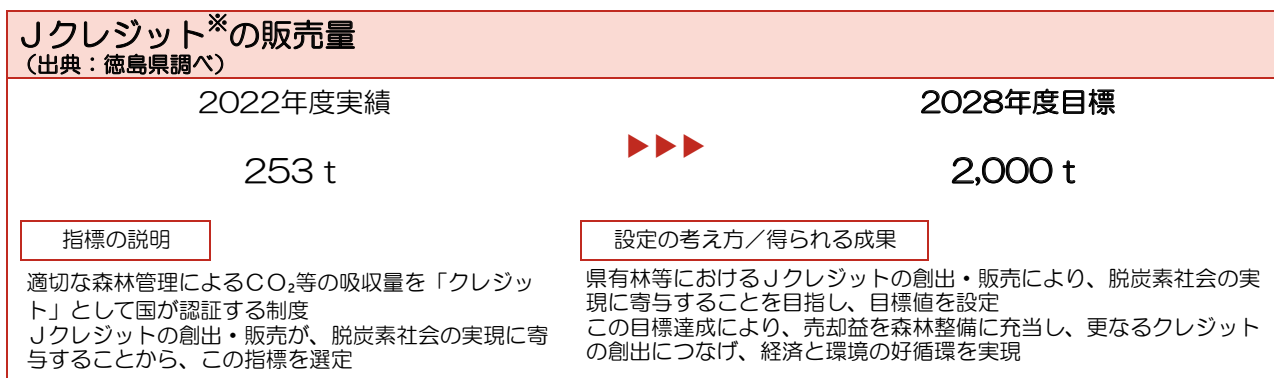 Jクレジット※の販売量
(出典:徳島県調べ)
2022年度実績
2028年度目標
▶▶▶
253 t
2,000 t
指標の説明
適切な森林管理によるCO₂等の吸収量を「クレジッ
ト」として国が認証する制度
Jクレジットの創出・販売が、脱炭素社会の実現に寄
与することから、この指標を選定
設定の考え方/得られる成果
県有林等におけるJクレジットの創出・販売により、脱炭素社会の実
現に寄与することを目指し、目標値を設定
この目標達成により、売却益を森林整備に充当し、更なるクレジット
の創出につなげ、経済と環境の好循環を実現